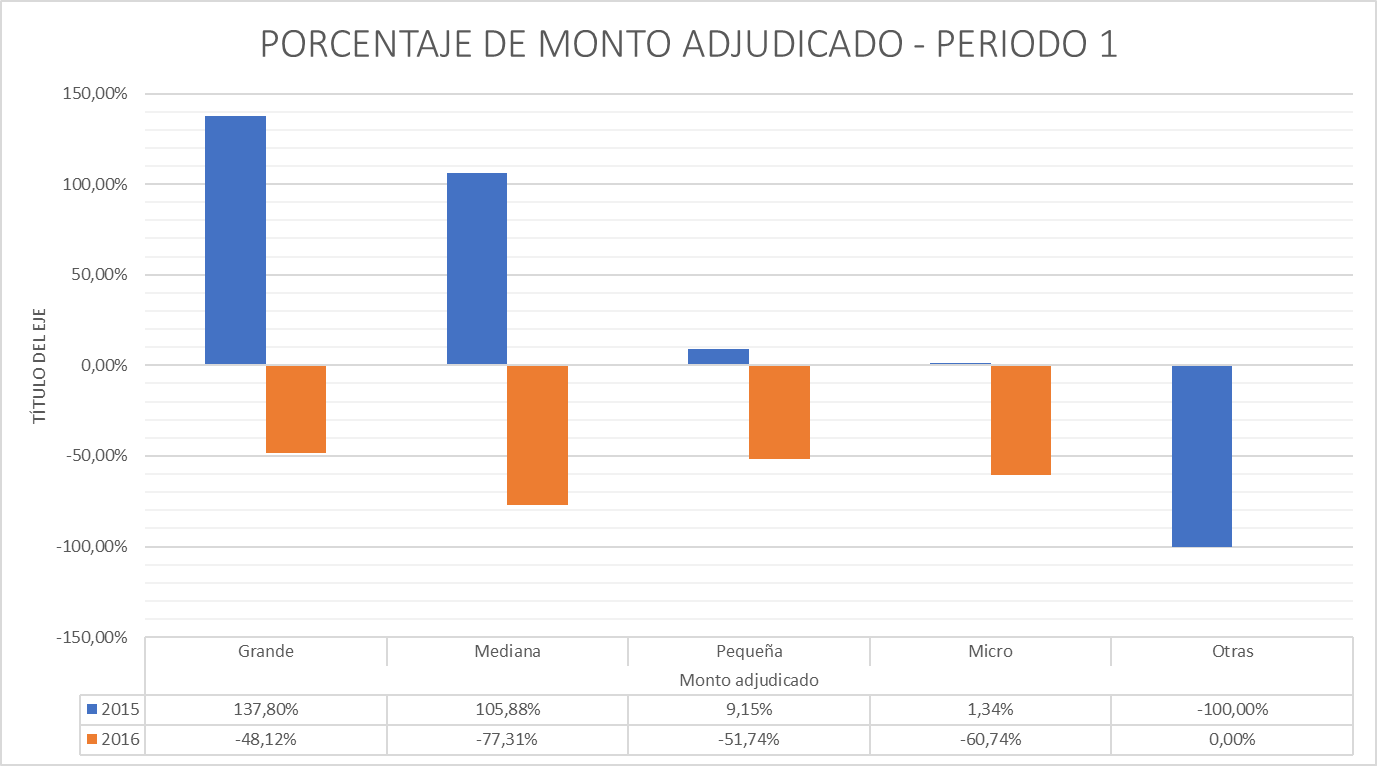 PORCENTAJE DE MONTO ADJUDICADO - PERIODO 1
TÍTULO DEL EJE
150,00%
100,00%
50,00%
0,00%
-50,00%
-100,00%
-150,00%
Grande Mediana Pequeña Micro Otras
Monto adjudicado
2015 137,80% 105,88% 9,15% 1,34% -100,00%
2016 -48,12% -77,31% -51,74% -60,74% 0,00%